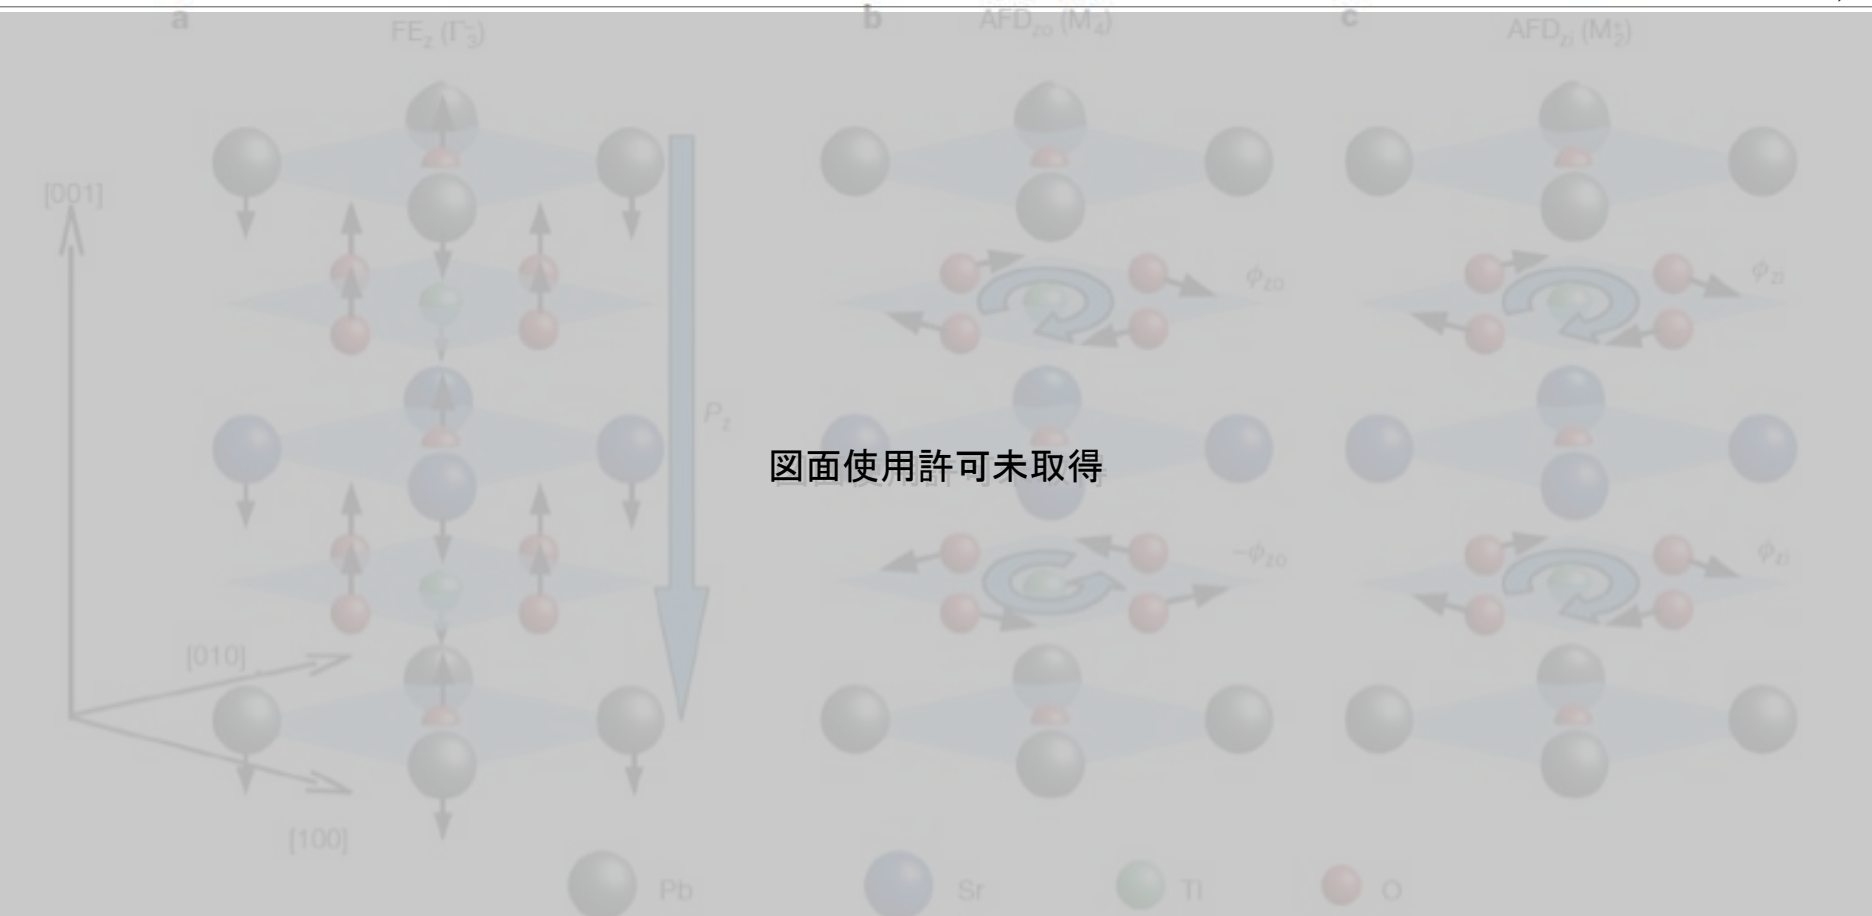 a
FE_z (Γ₃⁻)
b
AFD_zo (M₄⁻)
c
AFD_zi (M₂⁺)
[001]
ϕ_zo
ϕ_zi
P_z
図面使用許可未取得
-ϕ_zo
ϕ_zi
[010]
[100]
Pb
Sr
Ti
O